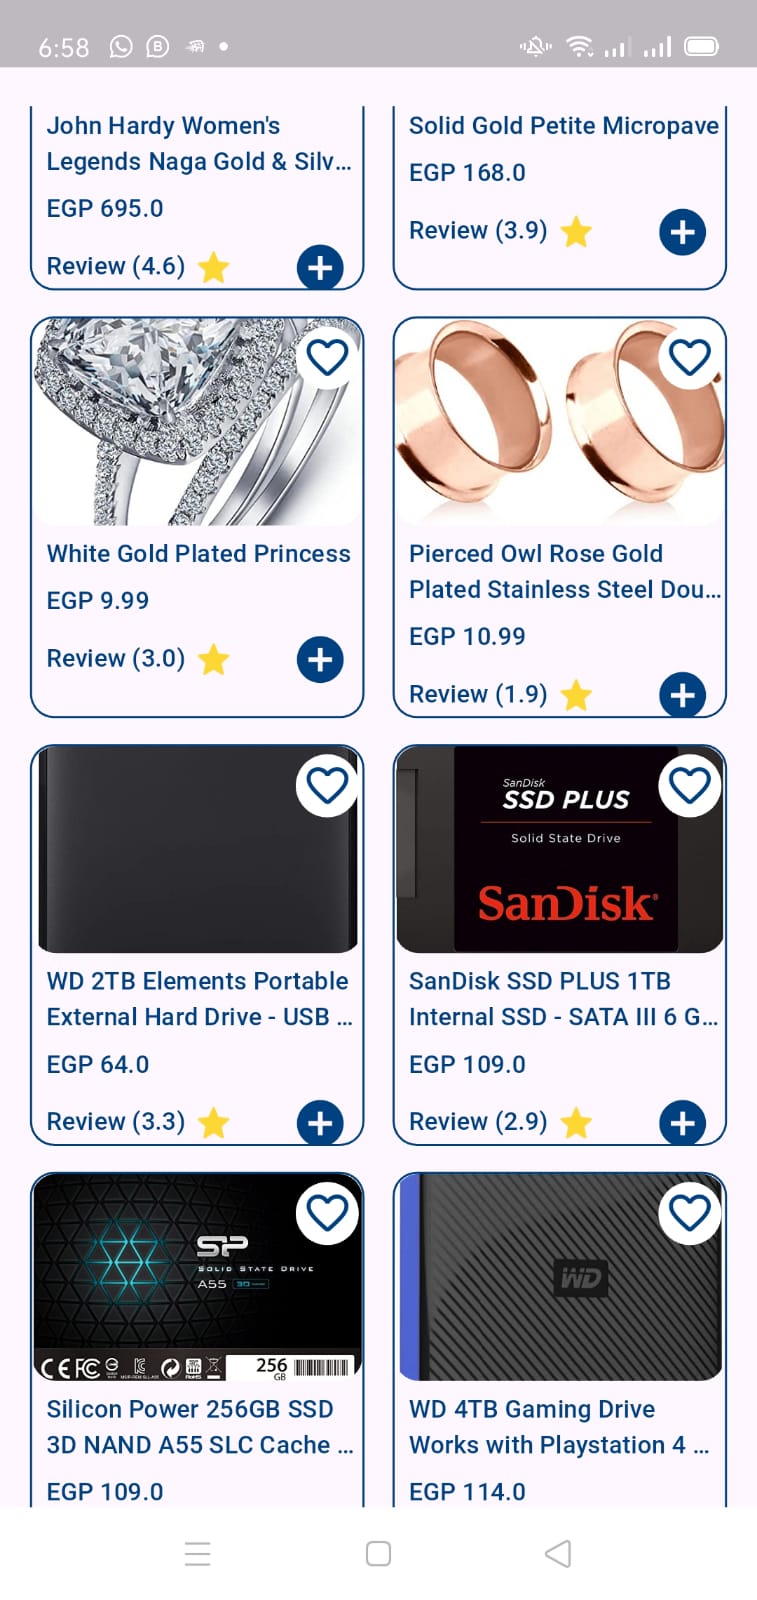 6:58
John Hardy Women's
Legends Naga Gold & Silv...
EGP 695.0
Review (4.6)
Solid Gold Petite Micropave
EGP 168.0
Review (3.9)
White Gold Plated Princess
EGP 9.99
Review (3.0)
Pierced Owl Rose Gold
Plated Stainless Steel Dou...
EGP 10.99
Review (1.9)
WD 2TB Elements Portable
External Hard Drive - USB ...
EGP 64.0
Review (3.3)
SanDisk
SSD PLUS
Solid State Drive
SanDisk
SanDisk SSD PLUS 1TB
Internal SSD - SATA III 6 G...
EGP 109.0
Review (2.9)
SP
SOLID STATE DRIVE
A55 3D
CE FC
256
GB
Silicon Power 256GB SSD
3D NAND A55 SLC Cache ...
EGP 109.0
WD
WD 4TB Gaming Drive
Works with Playstation 4 ...
EGP 114.0